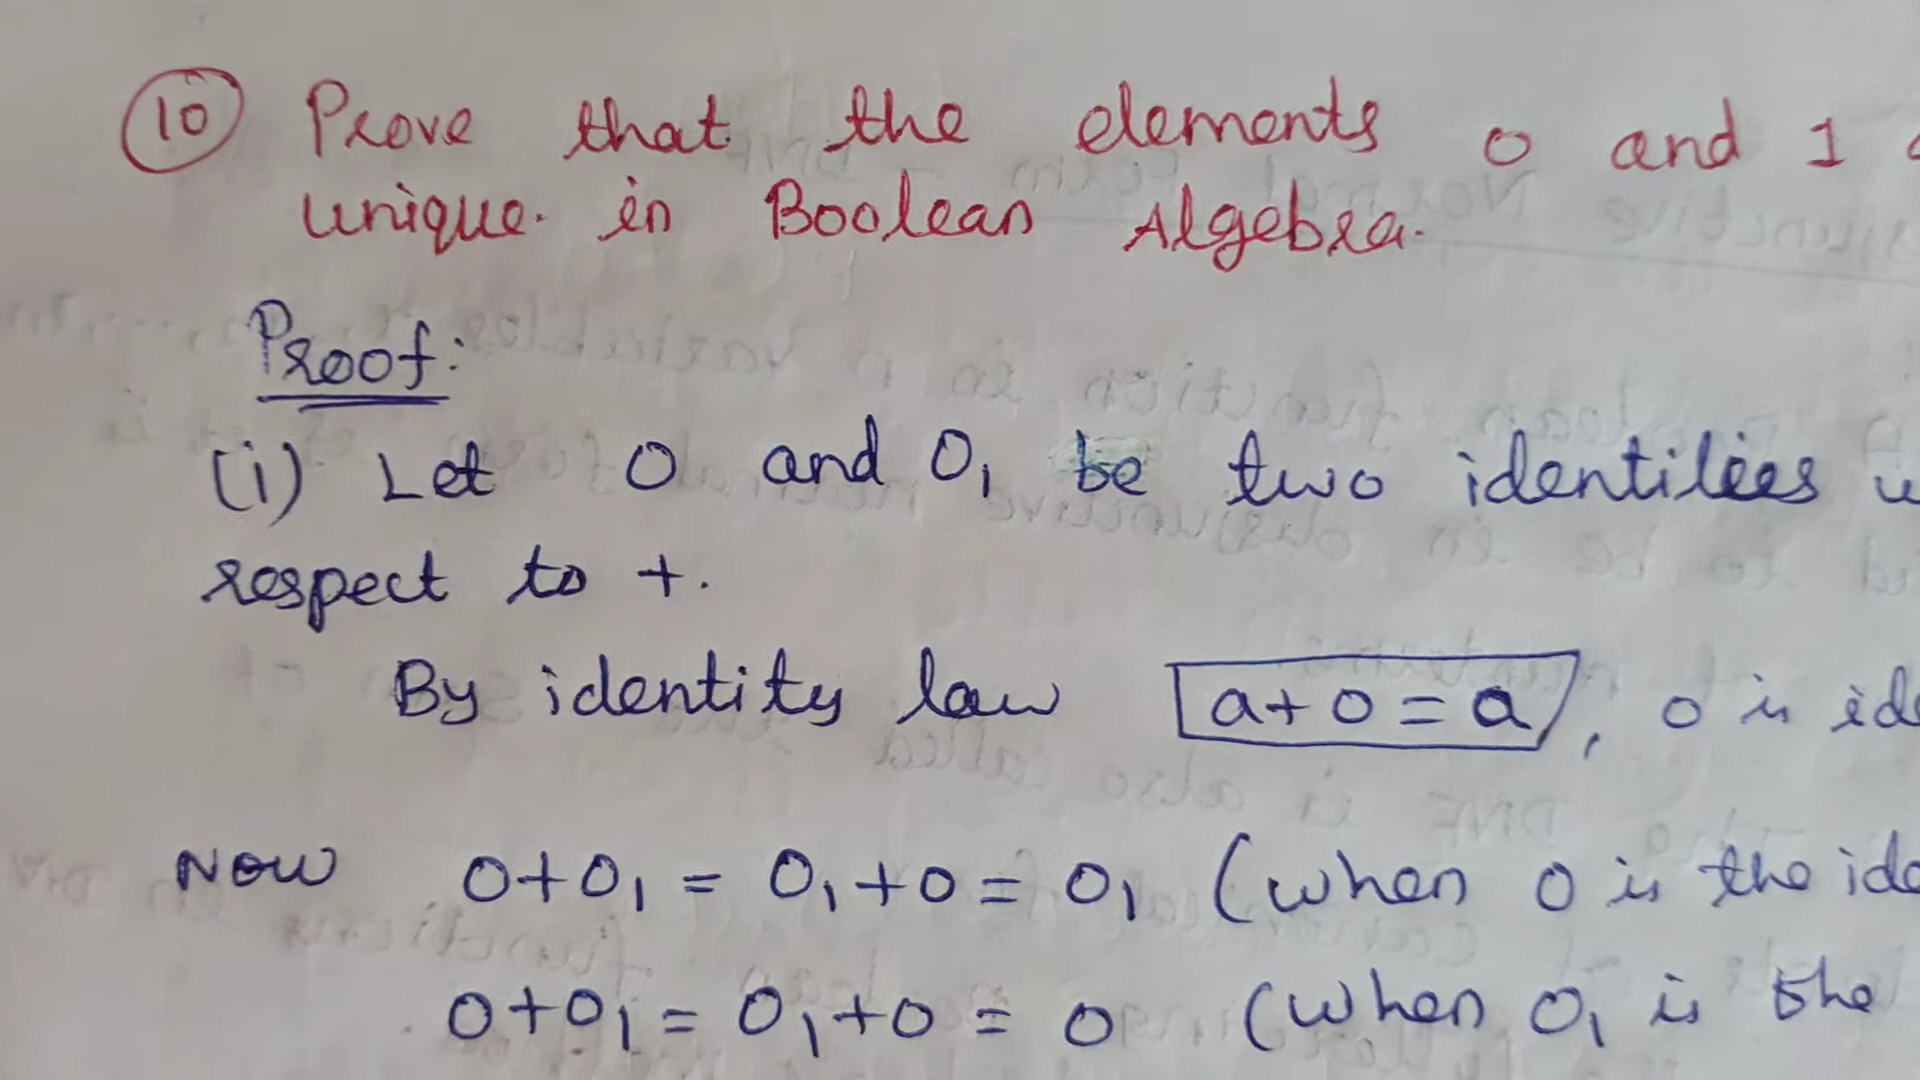 10 Prove that the elements 0 and 1
unique. in Boolean Algebra.
Proof:
(i) Let 0 and 0₁ be two identities
respect to +.
By identity law a+0=a, 0 is
Now 0+0₁ = 0₁+0 = 0₁ (when 0 is the
0+0₁ = 0₁+0 = 0 (when 0₁ is the